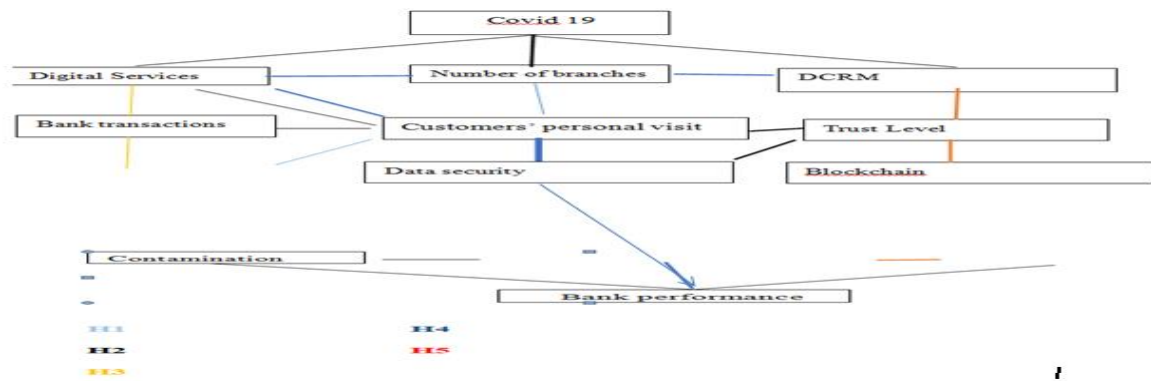 Covid 19
Digital Services
Number of branches
DCRM
Bank transactions
Customers' personal visit
Trust Level
Data security
Blockchain
Contamination
Bank performance
H1 H4
H2 H5
H3